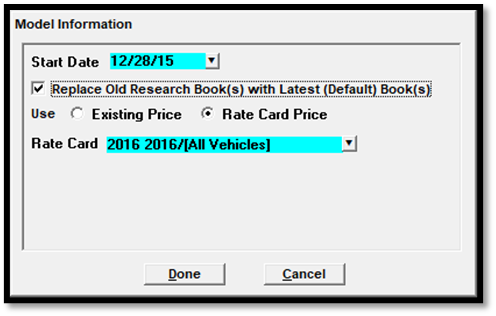 Model Information
Start Date 12/28/15
Replace Old Research Book(s) with Latest (Default) Book(s)
Use Existing Price Rate Card Price
Rate Card 2016 2016/[All Vehicles]
Done Cancel